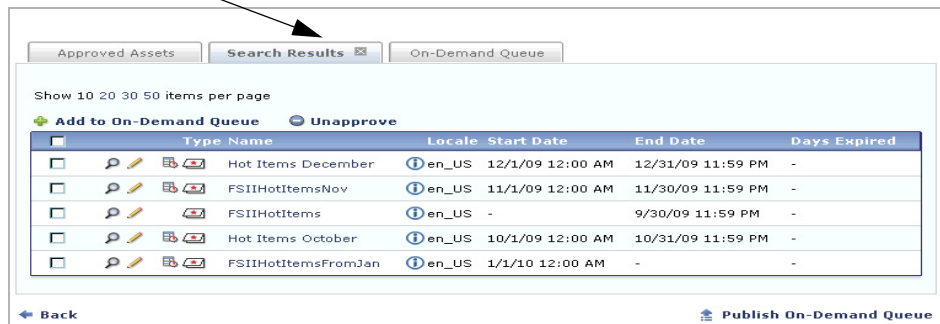 Approved Assets Search Results On-Demand Queue
Show 10 20 30 50 items per page
Add to On-Demand Queue Unapprove
Type Name Locale Start Date End Date Days Expired
Hot Items December en_US 12/1/09 12:00 AM 12/31/09 11:59 PM -
FSIIHotItemsNov en_US 11/1/09 12:00 AM 11/30/09 11:59 PM -
FSIIHotItems en_US - 9/30/09 11:59 PM -
Hot Items October en_US 10/1/09 12:00 AM 10/31/09 11:59 PM -
FSIIHotItemsFromJan en_US 1/1/10 12:00 AM - -
Back Publish On-Demand Queue